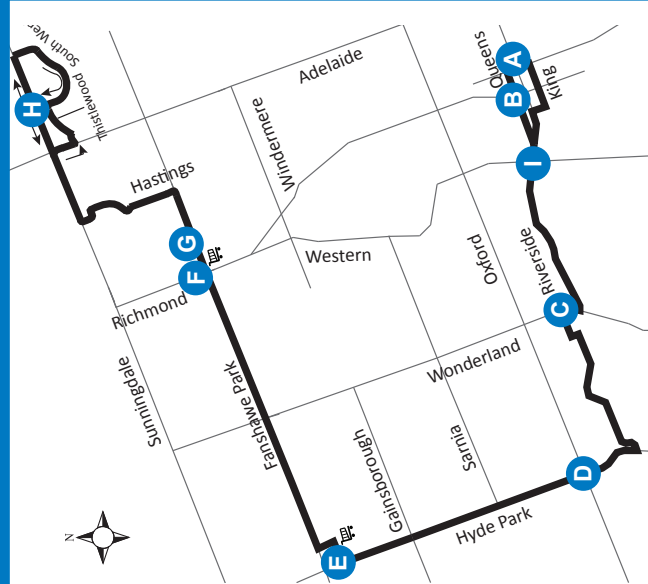 South Wen
Thistlewood
H
Adelaide
Queens
A
B
King
Hastings
Windermere
I
G
F
Western
Oxford
Riverside
Richmond
C
Sunningdale
Fanshawe Park
Wonderland
Gainsborough
Sarnia
D
Hyde Park
E
N